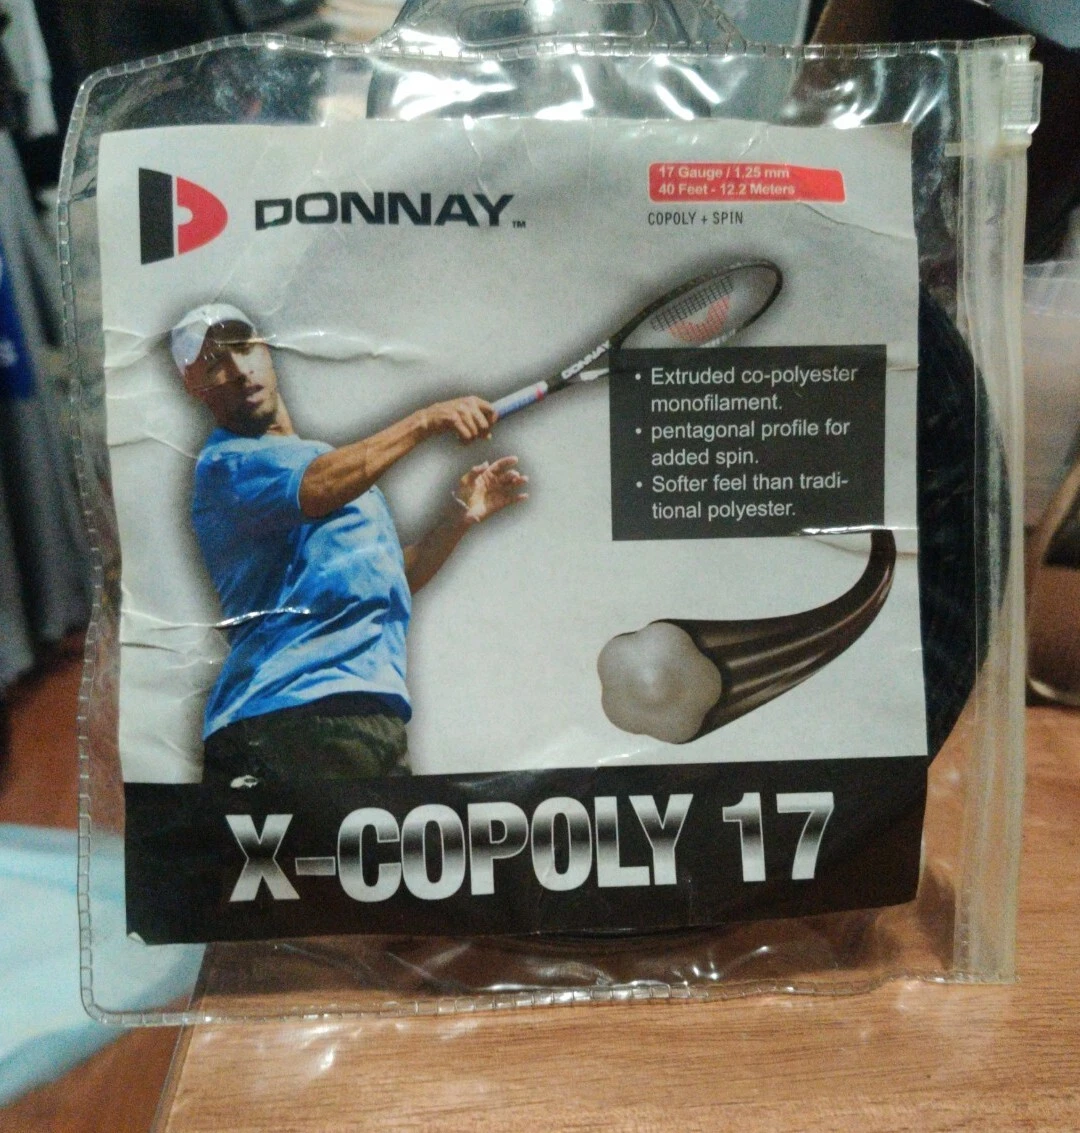 DONNAY™
17 Gauge / 1.25 mm
40 Feet - 12.2 Meters
COPOLY + SPIN
DONNAY
• Extruded co-polyester
monofilament.
• pentagonal profile for
added spin.
• Softer feel than tradi-
tional polyester.
X-COPOLY 17